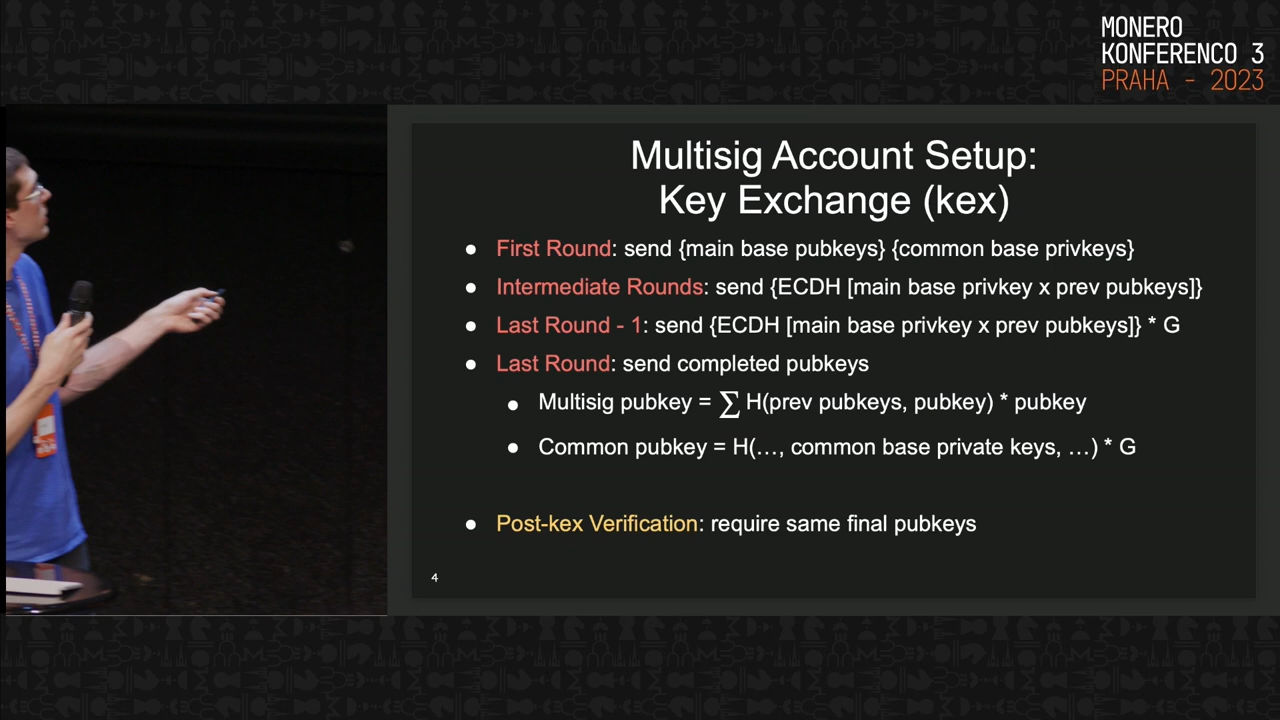 MONERO
KONFERENCO 3
PRAHA - 2023
Multisig Account Setup:
Key Exchange (kex)
• First Round: send {main base pubkeys} {common base privkeys}
• Intermediate Rounds: send {ECDH [main base privkey x prev pubkeys]}
• Last Round - 1: send {ECDH [main base privkey x prev pubkeys]} * G
• Last Round: send completed pubkeys
• Multisig pubkey = ∑ H(prev pubkeys, pubkey) * pubkey
• Common pubkey = H(…, common base private keys, …) * G
• Post-kex Verification: require same final pubkeys
4